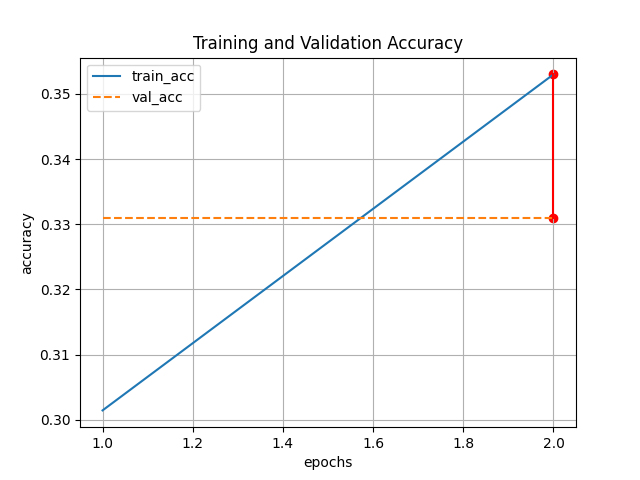 Training and Validation Accuracy
train_acc
val_acc
0.35
0.34
0.33
0.32
0.31
0.30
accuracy
1.0 1.2 1.4 1.6 1.8 2.0
epochs